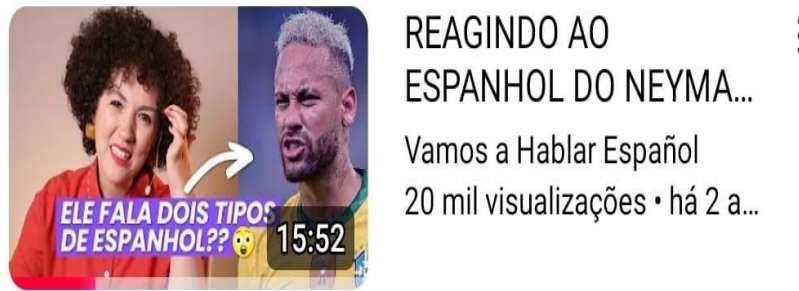 ELE FALA DOIS TIPOS
DE ESPANHOL??
15:52
REAGINDO AO
ESPANHOL DO NEYMA...
Vamos a Hablar Español
20 mil visualizações • há 2 a...